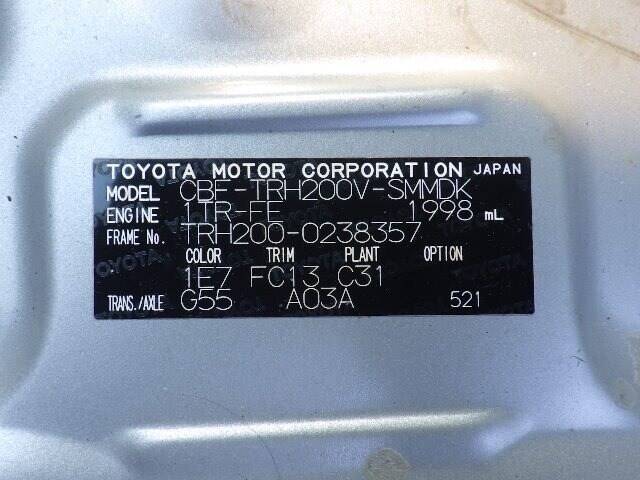 TOYOTA MOTOR CORPORATION JAPAN
MODEL CBF-TRH200V-SMMDK
ENGINE 1TR-FE 1998 mL
FRAME No. TRH200-0238357
COLOR TRIM PLANT OPTION
1E7 FC13 C31
TRANS./AXLE G55 A03A 521